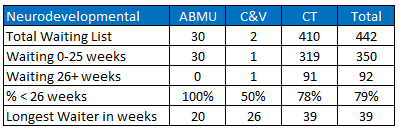 Neurodevelopmental ABMU C&V CT Total
Total Waiting List 30 2 410 442
Waiting 0-25 weeks 30 1 319 350
Waiting 26+ weeks 0 1 91 92
% < 26 weeks 100% 50% 78% 79%
Longest Waiter in weeks 20 26 39 39